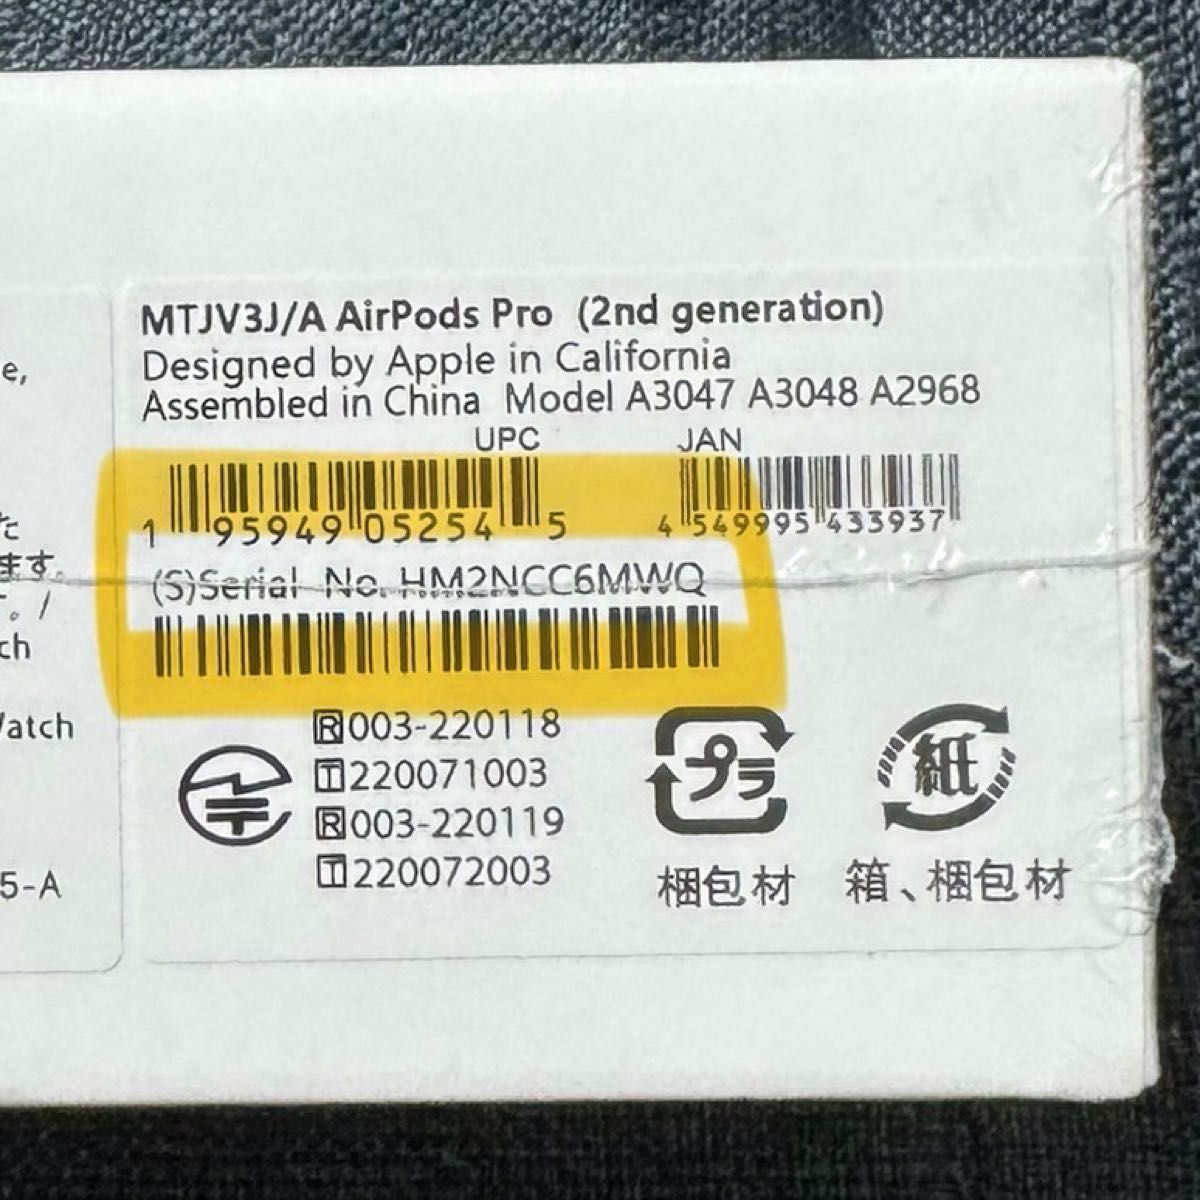 MTJV3J/A AirPods Pro (2nd generation)
Designed by Apple in California
Assembled in China Model A3047 A3048 A2968
UPC JAN
1 95949 05254 5 4 549995 433937
(S)Serial No. HM2NCC6MWQ
R003-220118
T220071003
R003-220119
T220072003
プラ
紙
梱包材
箱、梱包材
e,
た
ます。
。/
ch
atch
5-A